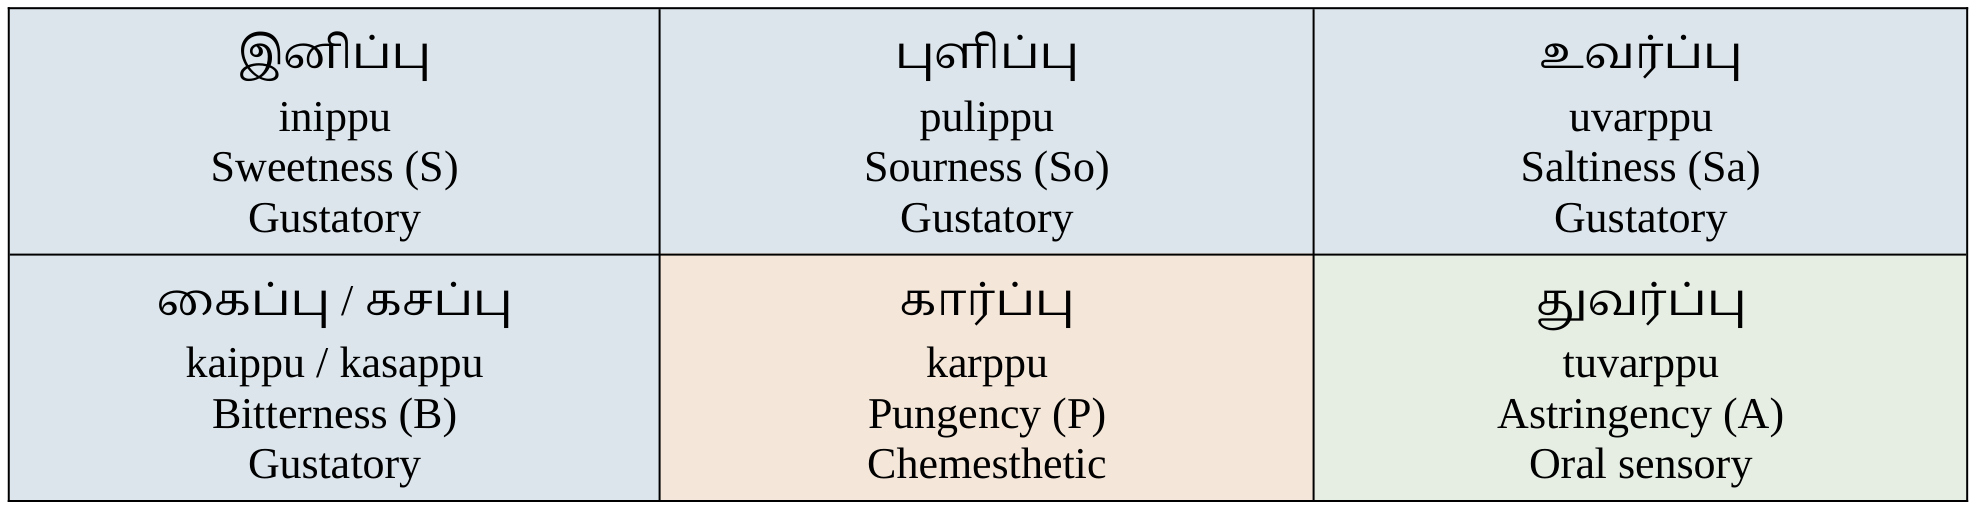 இனிப்பு
inippu
Sweetness (S)
Gustatory
புளிப்பு
pulippu
Sourness (So)
Gustatory
உவர்ப்பு
uvarppu
Saltiness (Sa)
Gustatory
கைப்பு / கசப்பு
kaippu / kasappu
Bitterness (B)
Gustatory
கார்ப்பு
karppu
Pungency (P)
Chemesthetic
துவர்ப்பு
tuvarppu
Astringency (A)
Oral sensory